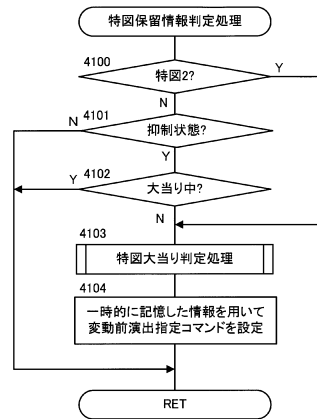 特図保留情報判定処理
4100
特図2?
Y
N
4101
N
抑制状態?
Y
4102
Y
大当り中?
N
4103
特図大当り判定処理
4104
一時的に記憶した情報を用いて
変動前演出指定コマンドを設定
RET